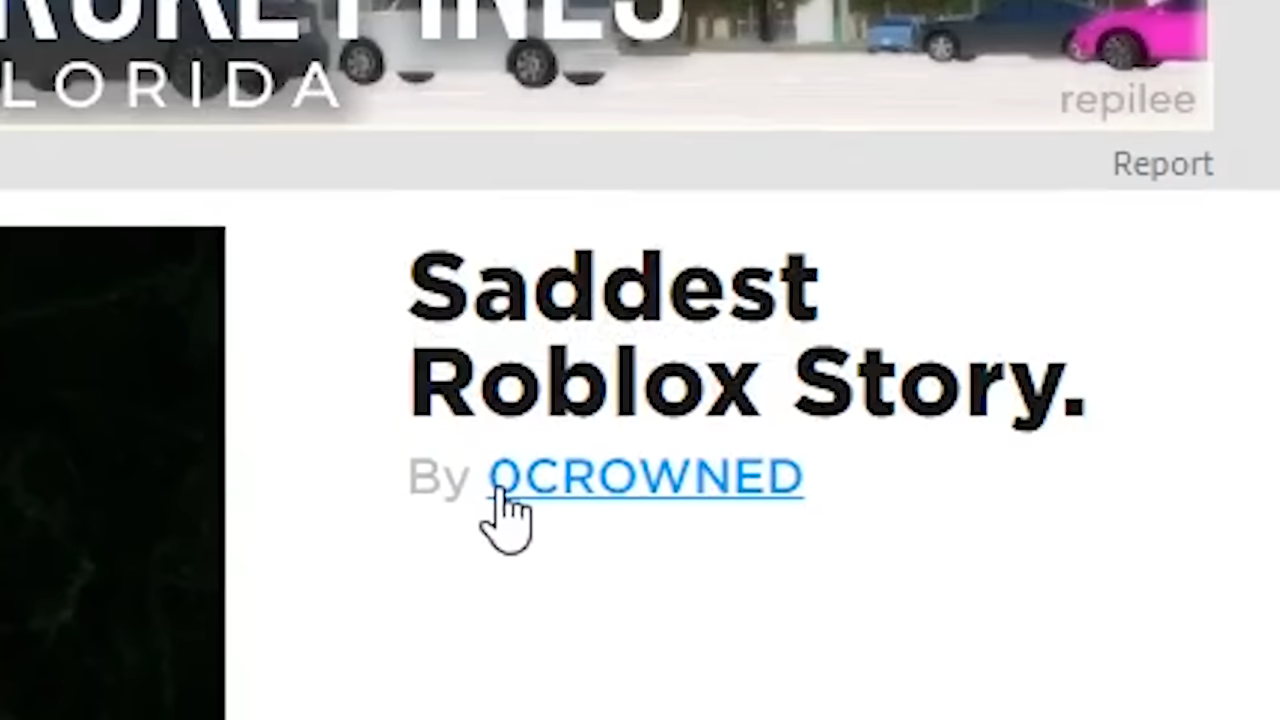 LORIDA
repilee
Report
Saddest
Roblox Story.
By 0CROWNED